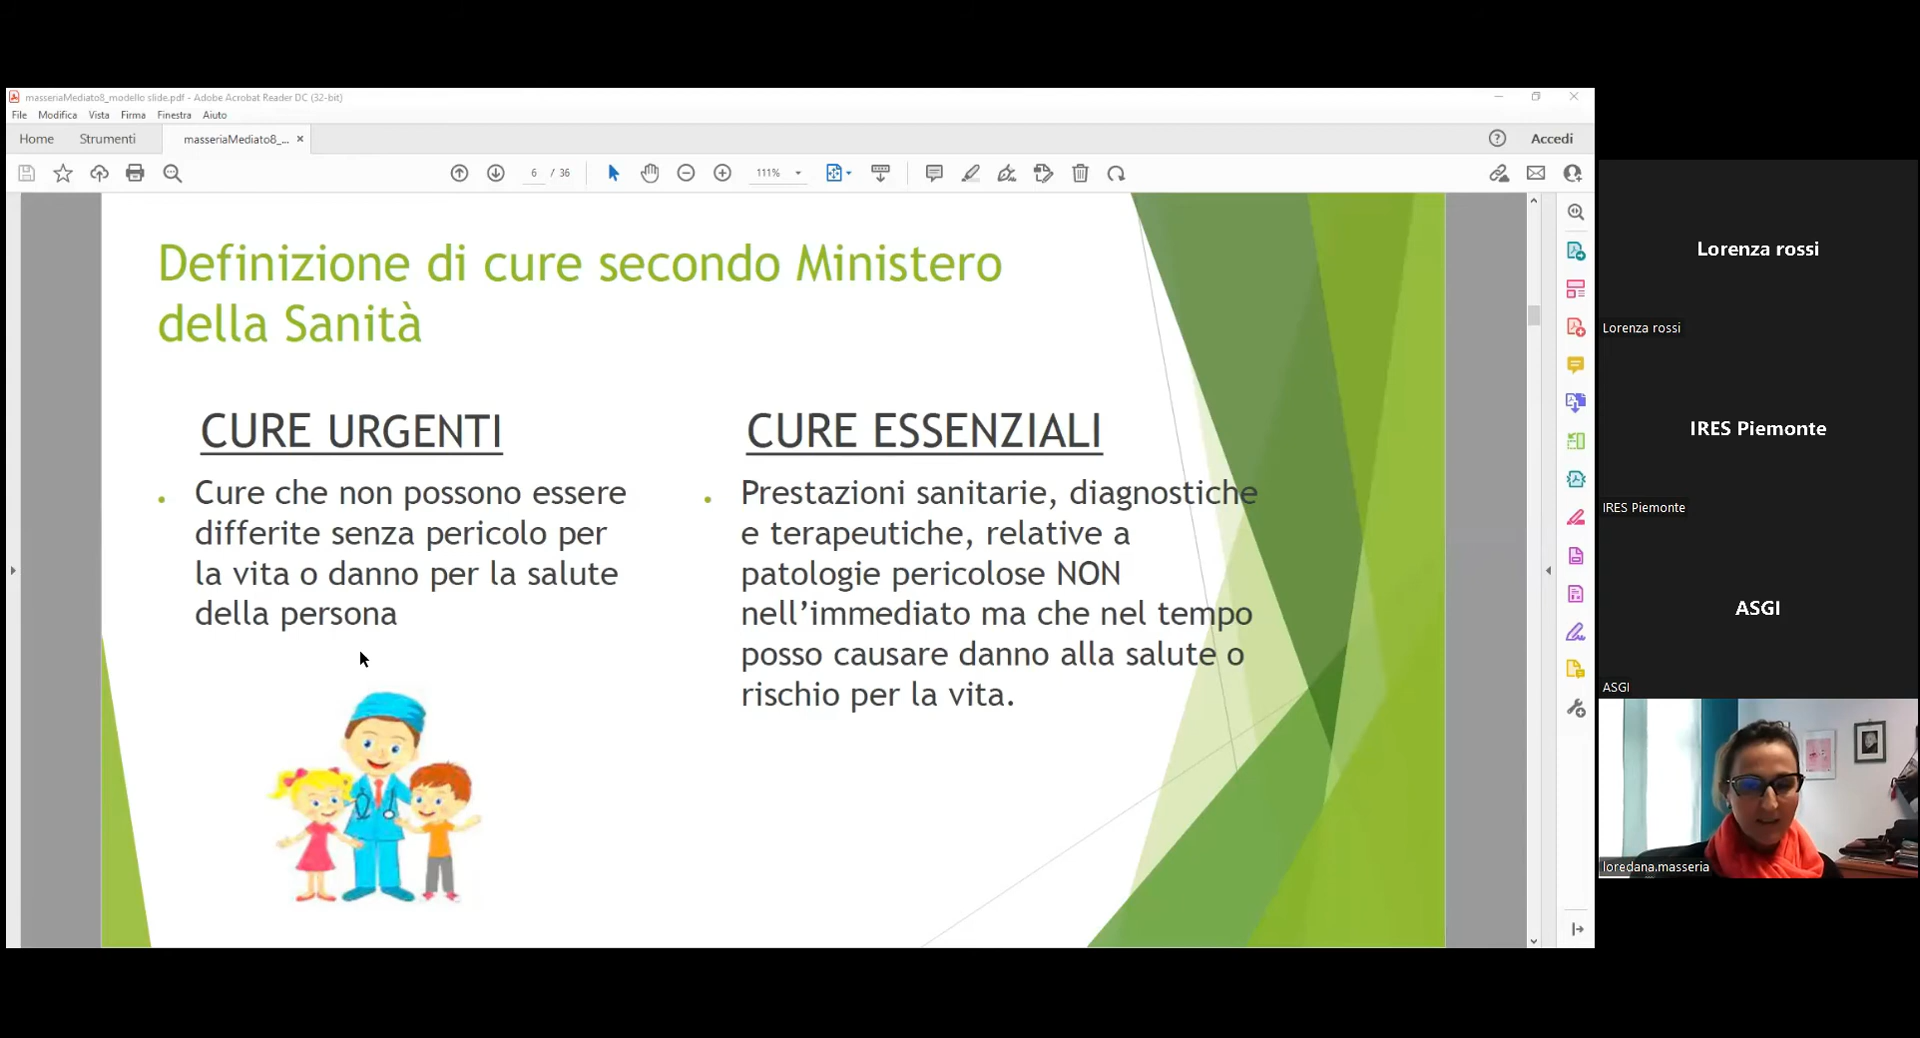 masseriaMediato8_modello slide.pdf - Adobe Acrobat Reader DC (32-bit)
File Modifica Vista Firma Finestra Aiuto
Home Strumenti masseriaMediato8_... × Accedi
6 / 36 111%
Definizione di cure secondo Ministero
della Sanità
CURE URGENTI
• Cure che non possono essere
differite senza pericolo per
la vita o danno per la salute
della persona
CURE ESSENZIALI
• Prestazioni sanitarie, diagnostiche
e terapeutiche, relative a
patologie pericolose NON
nell’immediato ma che nel tempo
posso causare danno alla salute o
rischio per la vita.
Lorenza rossi
Lorenza rossi
IRES Piemonte
IRES Piemonte
ASGI
ASGI
loredana.masseria